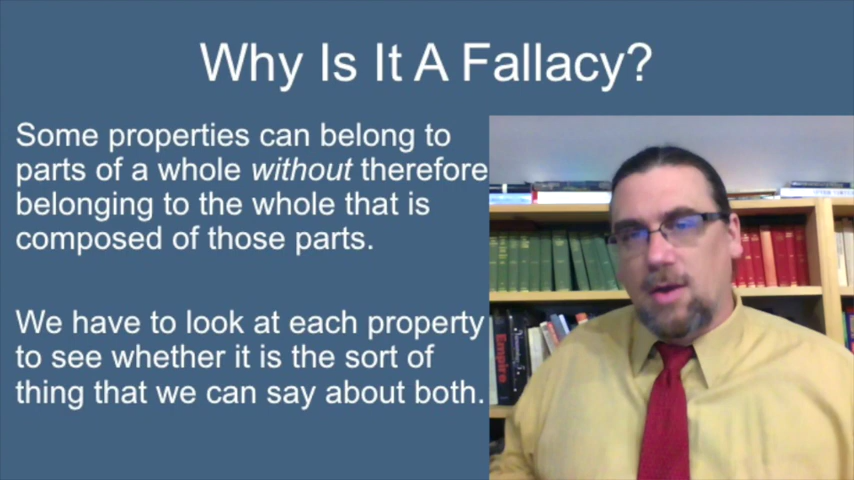 Why Is It A Fallacy?
Some properties can belong to
parts of a whole without therefore
belonging to the whole that is
composed of those parts.
We have to look at each property
to see whether it is the sort of
thing that we can say about both.
Empire